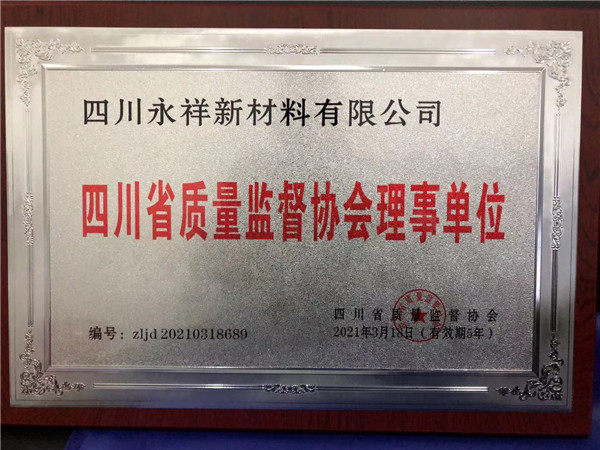 四川永祥新材料有限公司
四川省质量监督协会理事单位
四川省质量监督协会
编号：zljd 20210318689
2021年3月18日（有效期5年）